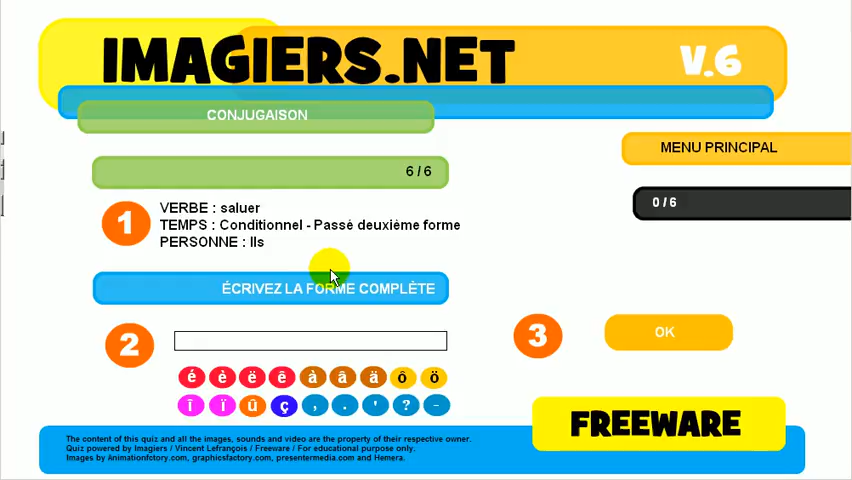 IMAGIERS.NET
V.6
CONJUGAISON
MENU PRINCIPAL
6 / 6
0 / 6
1
VERBE : saluer
TEMPS : Conditionnel - Passé deuxième forme
PERSONNE : Ils
ÉCRIVEZ LA FORME COMPLÈTE
2
3
OK
é è ë ê à â ä ô ö
î ï û ç , . ' ? -
FREEWARE
The content of this quiz and all the images, sounds and video are the property of their respective owner.
Quiz powered by Imagiers / Vincent Lefrançois / Freeware / For educational purpose only.
Images by Animationfctory.com, graphicsfactory.com, presentermedia.com and Hemera.